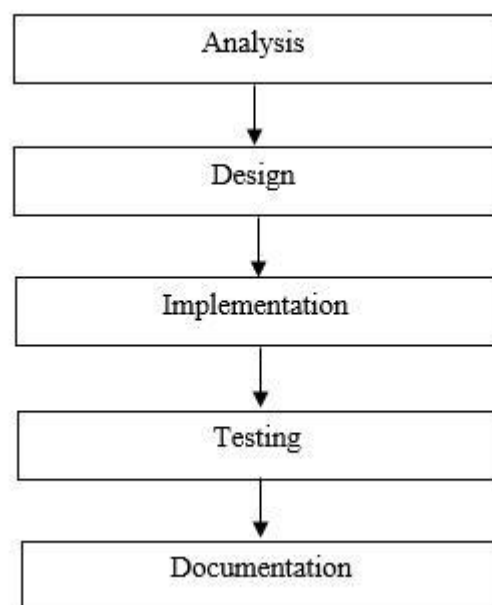 Analysis
Design
Implementation
Testing
Documentation